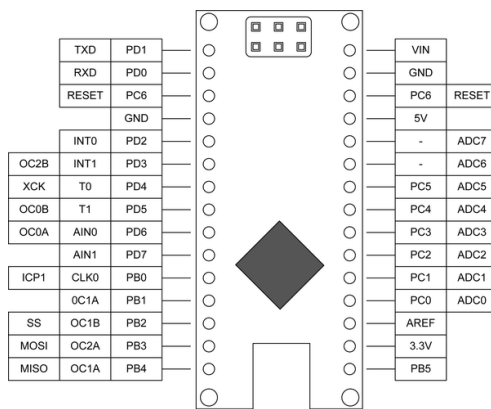 TXD PD1 VIN
RXD PD0 GND
RESET PC6 PC6 RESET
GND 5V
INT0 PD2 - ADC7
OC2B INT1 PD3 - ADC6
XCK T0 PD4 PC5 ADC5
OC0B T1 PD5 PC4 ADC4
OC0A AIN0 PD6 PC3 ADC3
AIN1 PD7 PC2 ADC2
ICP1 CLK0 PB0 PC1 ADC1
0C1A PB1 PC0 ADC0
SS OC1B PB2 AREF
MOSI OC2A PB3 3.3V
MISO OC1A PB4 PB5